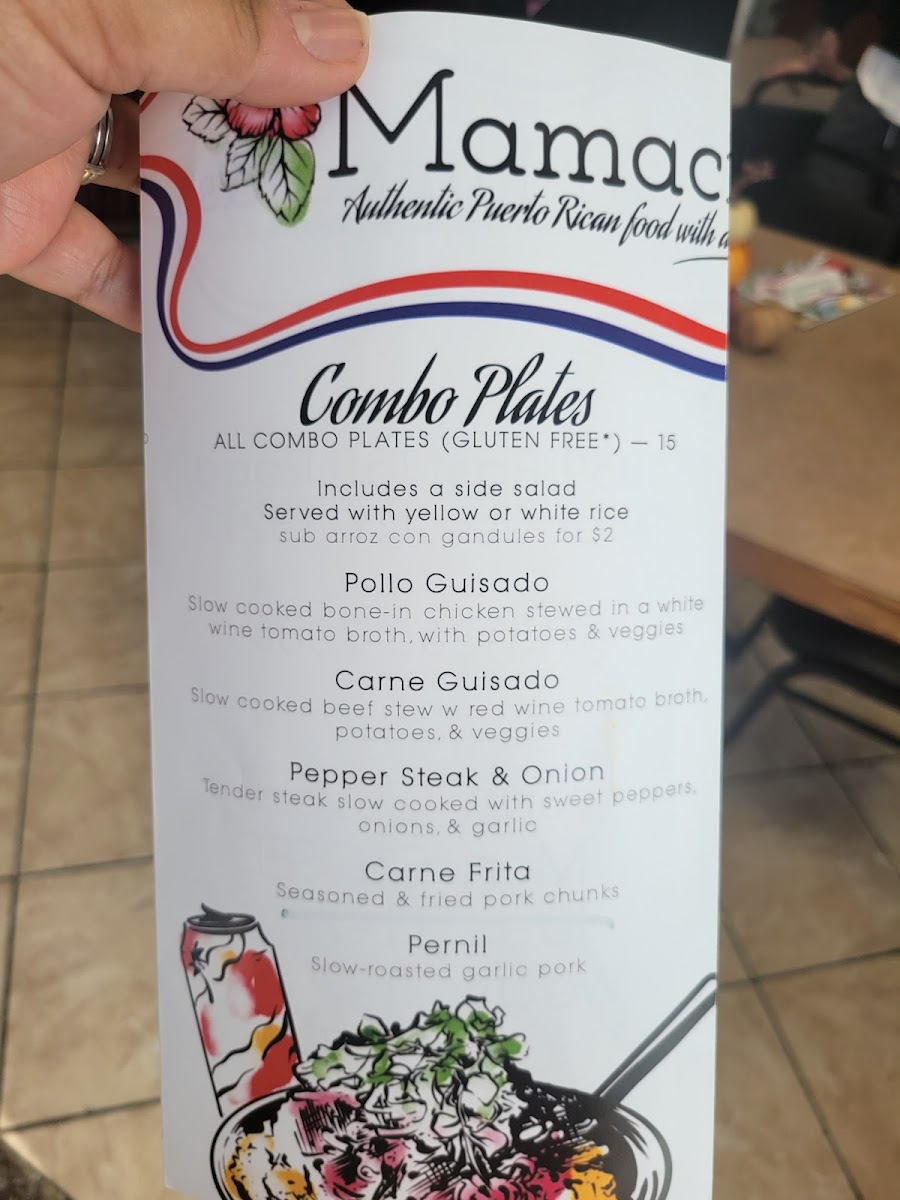 Mamac
Authentic Puerto Rican food with
Combo Plates
ALL COMBO PLATES (GLUTEN FREE*) — 15
Includes a side salad
Served with yellow or white rice
sub arroz con gandules for $2
Pollo Guisado
Slow cooked bone-in chicken stewed in a white
wine tomato broth, with potatoes & veggies
Carne Guisado
Slow cooked beef stew w red wine tomato broth,
potatoes, & veggies
Pepper Steak & Onion
Tender steak slow cooked with sweet peppers,
onions, & garlic
Carne Frita
Seasoned & fried pork chunks
Pernil
Slow-roasted garlic pork